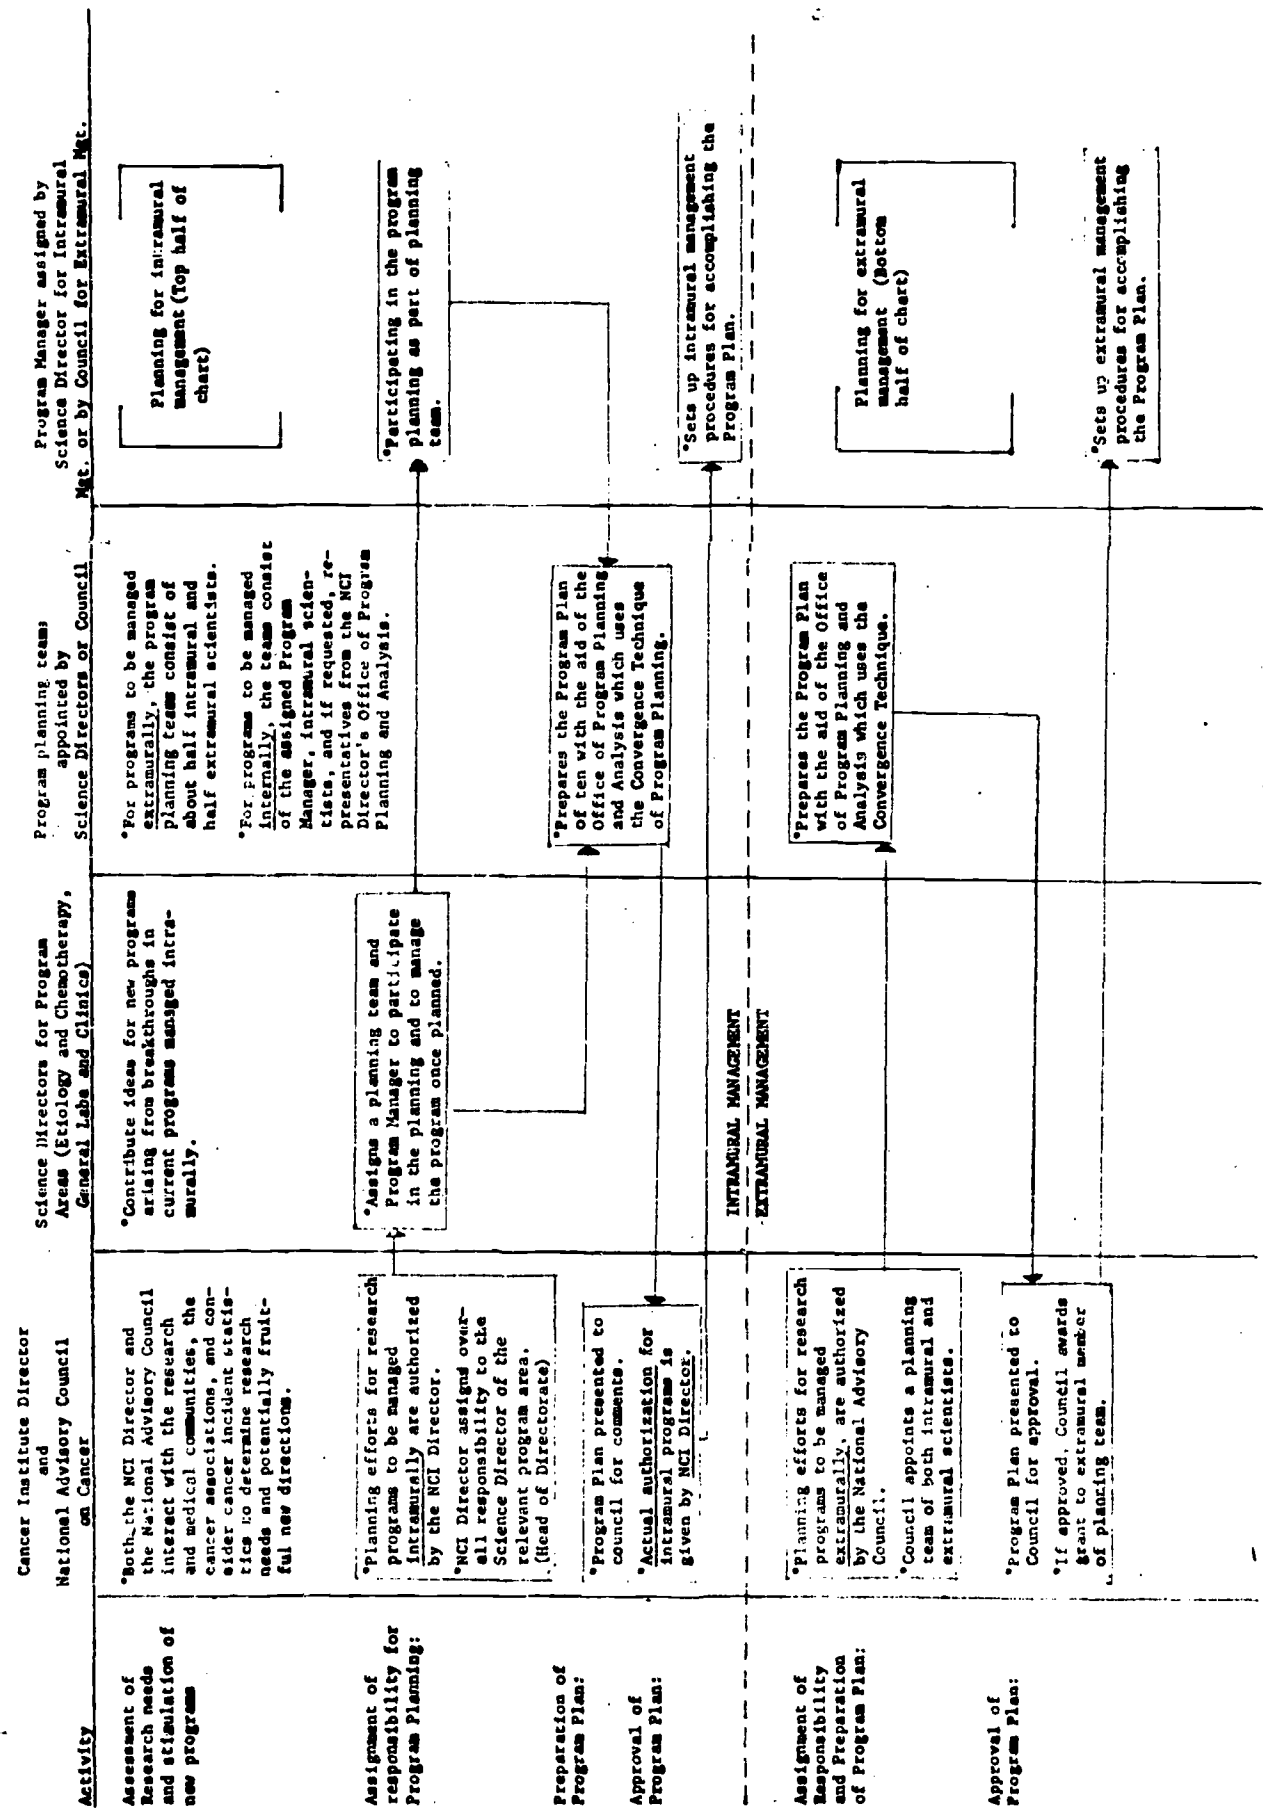 Activity
Cancer Institute Director
and
National Advisory Council
on Cancer
Science Directors for Program
Areas (Etiology and Chemotherapy,
General Labs and Clinics)
Program planning teams
appointed by
Science Directors or Council
Program Manager assigned by
Science Director for Intramural
Mgt. or by Council for Extramural Mgt.
Assessment of
Research needs
and stimulation of
new programs
*Both the NCI Director and
the National Advisory Council
interact with the research
and medical communities, the
cancer associations, and con-
sider cancer incident statis-
tics to determine research
needs and potentially fruit-
ful new directions.
*Contribute ideas for new programs
arising from breakthroughs in
current programs managed intra-
murally.
*For programs to be managed
extramurally, the program
planning teams consist of
about half intramural and
half extramural scientists.
*For programs to be managed
internally, the teams consist
of the assigned Program
Manager, intramural scien-
tists, and if requested, re-
presentatives from the NCI
Director's Office of Program
Planning and Analysis.
Planning for intramural
management (Top half of
chart)
Assignment of
responsibility for
Program Planning:
*Planning efforts for research
programs to be managed
intramurally are authorized
by the NCI Director.
*NCI Director assigns over-
all responsibility to the
Science Director of the
relevant program area.
(Head of Directorate)
*Assigns a planning team and
Program Manager to participate
in the planning and to manage
the program once planned.
*Participating in the program
planning as part of planning
team.
Preparation of
Program Plan:
*Prepares the Program Plan
of ten with the aid of the
Office of Program Planning
and Analysis which uses
the Convergence Technique
of Program Planning.
Approval of
Program Plan:
*Program Plan presented to
council for comments.
*Actual authorization for
intramural programs is
given by NCI Director.
*Sets up intramural management
procedures for accomplishing the
Program Plan.
INTRAMURAL MANAGEMENT
EXTRAMURAL MANAGEMENT
Assignment of
Responsibility
and Preparation
of Program Plan:
*Planning efforts for research
programs to be managed
extramurally, are authorized
by the National Advisory
Council.
*Council appoints a planning
team of both intramural and
extramural scientists.
*Prepares the Program Plan
with the aid of the Office
of Program Planning and
Analysis which uses the
Convergence Technique.
Planning for extramural
management (Bottom
half of chart)
Approval of
Program Plan:
*Program Plan presented to
Council for approval.
*If approved, Council awards
grant to extramural member
of planning team.
*Sets up extramural management
procedures for accomplishing
the Program Plan.